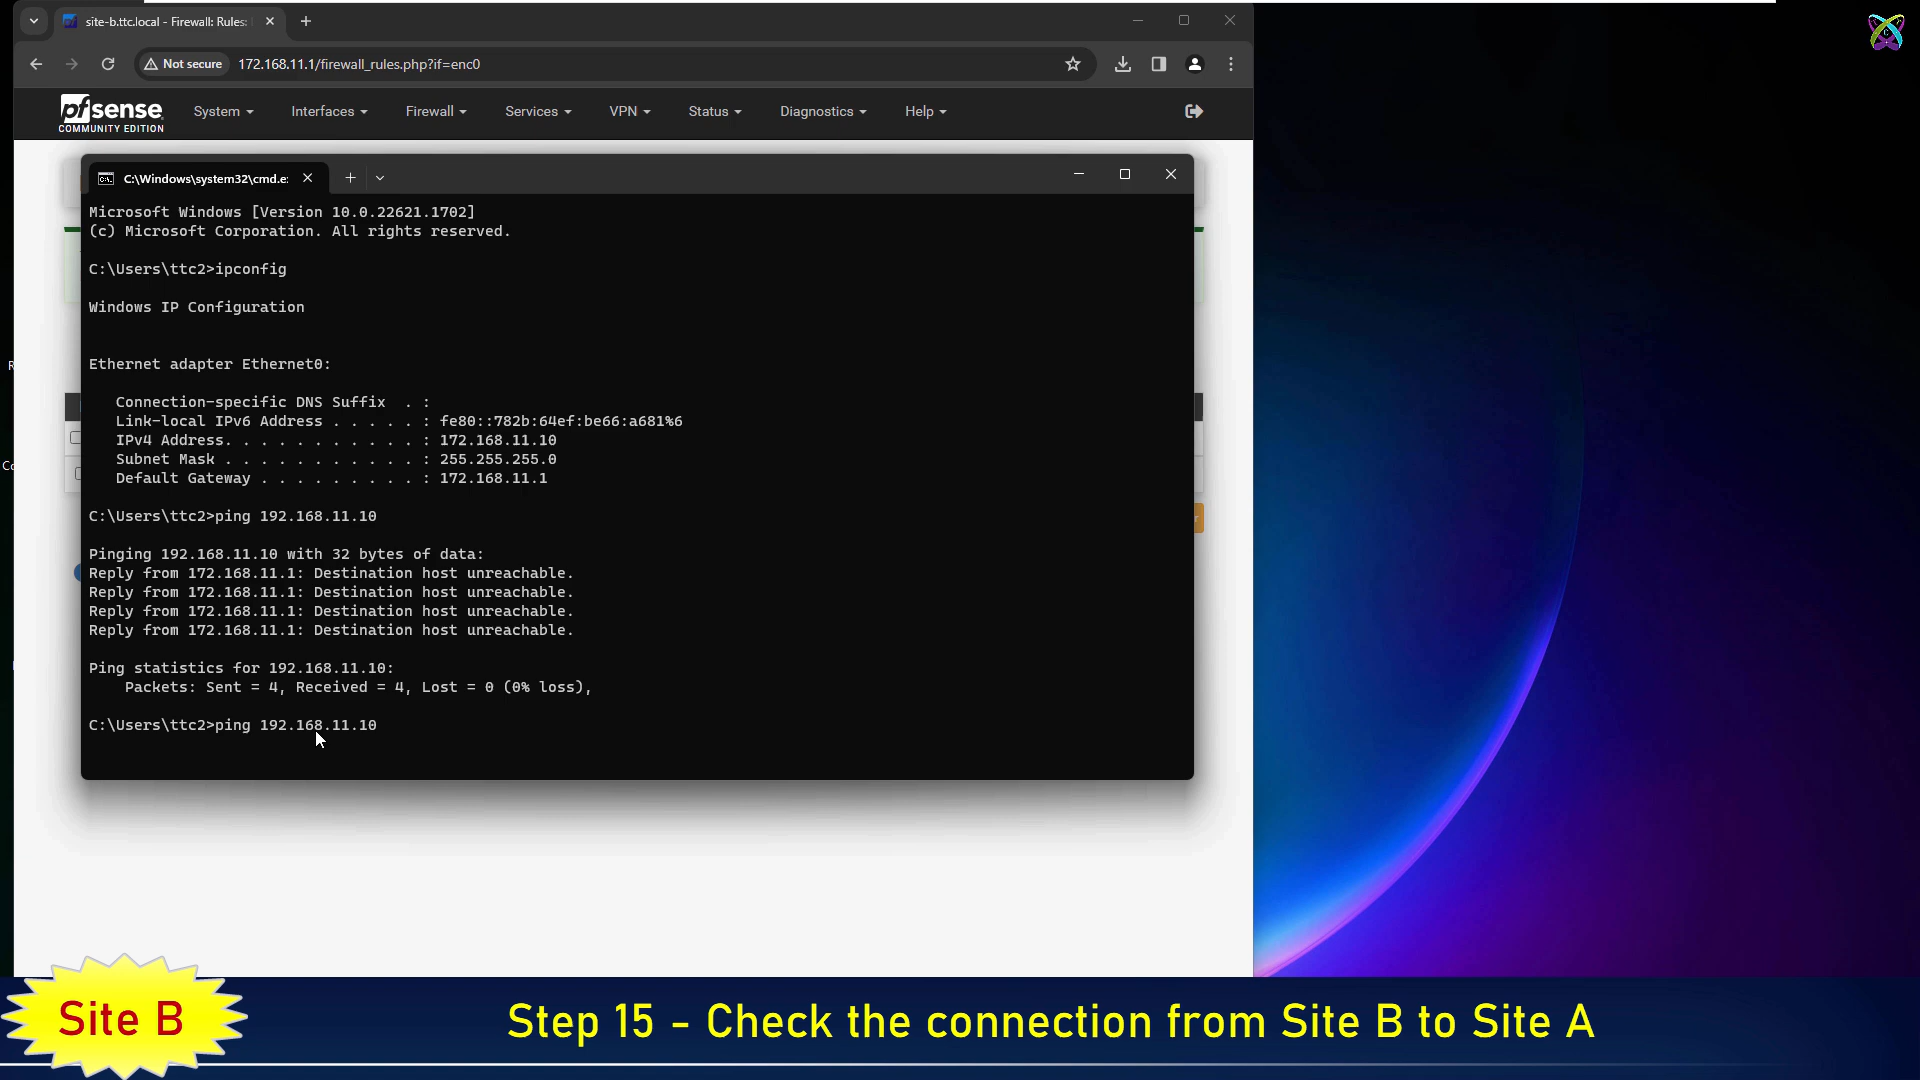 site-b.ttc.local - Firewall: Rules:
Not secure
172.168.11.1/firewall_rules.php?if=enc0
pfsense
COMMUNITY EDITION
System
Interfaces
Firewall
Services
VPN
Status
Diagnostics
Help
C:\Windows\system32\cmd.e:
Microsoft Windows [Version 10.0.22621.1702]
(c) Microsoft Corporation. All rights reserved.
C:\Users\ttc2>ipconfig
Windows IP Configuration
Ethernet adapter Ethernet0:
Connection-specific DNS Suffix . :
Link-local IPv6 Address . . . . . : fe80::782b:64ef:be66:a681%6
IPv4 Address. . . . . . . . . . . : 172.168.11.10
Subnet Mask . . . . . . . . . . . : 255.255.255.0
Default Gateway . . . . . . . . . : 172.168.11.1
C:\Users\ttc2>ping 192.168.11.10
Pinging 192.168.11.10 with 32 bytes of data:
Reply from 172.168.11.1: Destination host unreachable.
Reply from 172.168.11.1: Destination host unreachable.
Reply from 172.168.11.1: Destination host unreachable.
Reply from 172.168.11.1: Destination host unreachable.
Ping statistics for 192.168.11.10:
Packets: Sent = 4, Received = 4, Lost = 0 (0% loss),
C:\Users\ttc2>ping 192.168.11.10
Site B
Step 15 - Check the connection from Site B to Site A